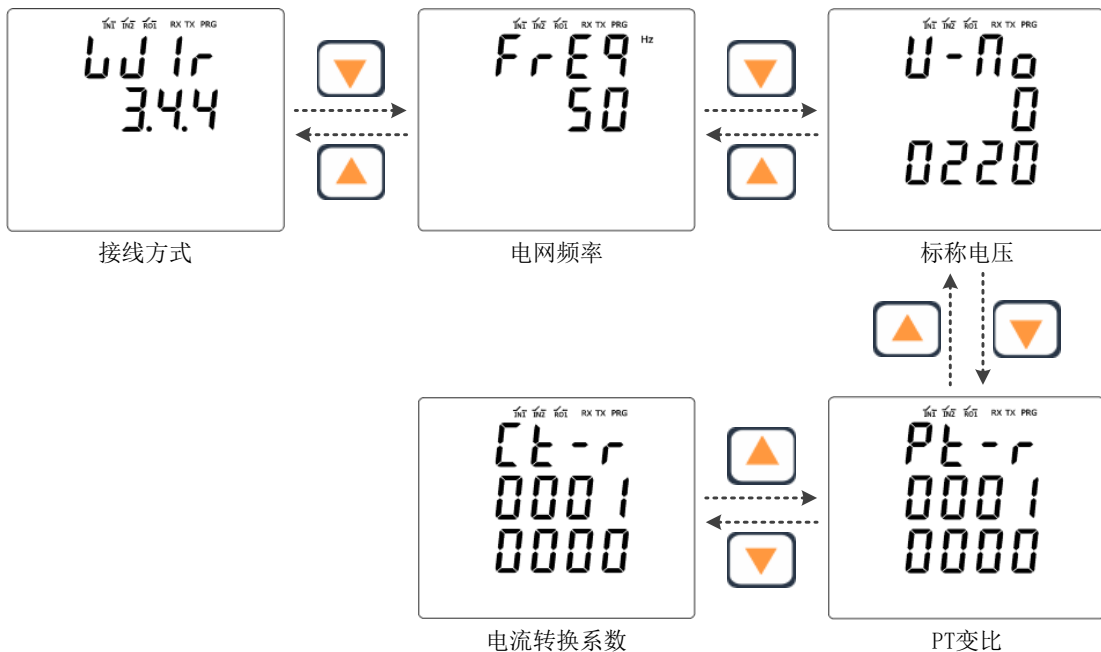 IN1 IN2 RO1 RX TX PRG
WIr
3.4.4
接线方式
IN1 IN2 RO1 RX TX PRG
FrEq Hz
50
电网频率
IN1 IN2 RO1 RX TX PRG
U-No
0
0220
标称电压
IN1 IN2 RO1 RX TX PRG
Ct-r
0001
0000
电流转换系数
IN1 IN2 RO1 RX TX PRG
Pt-r
0001
0000
PT变比